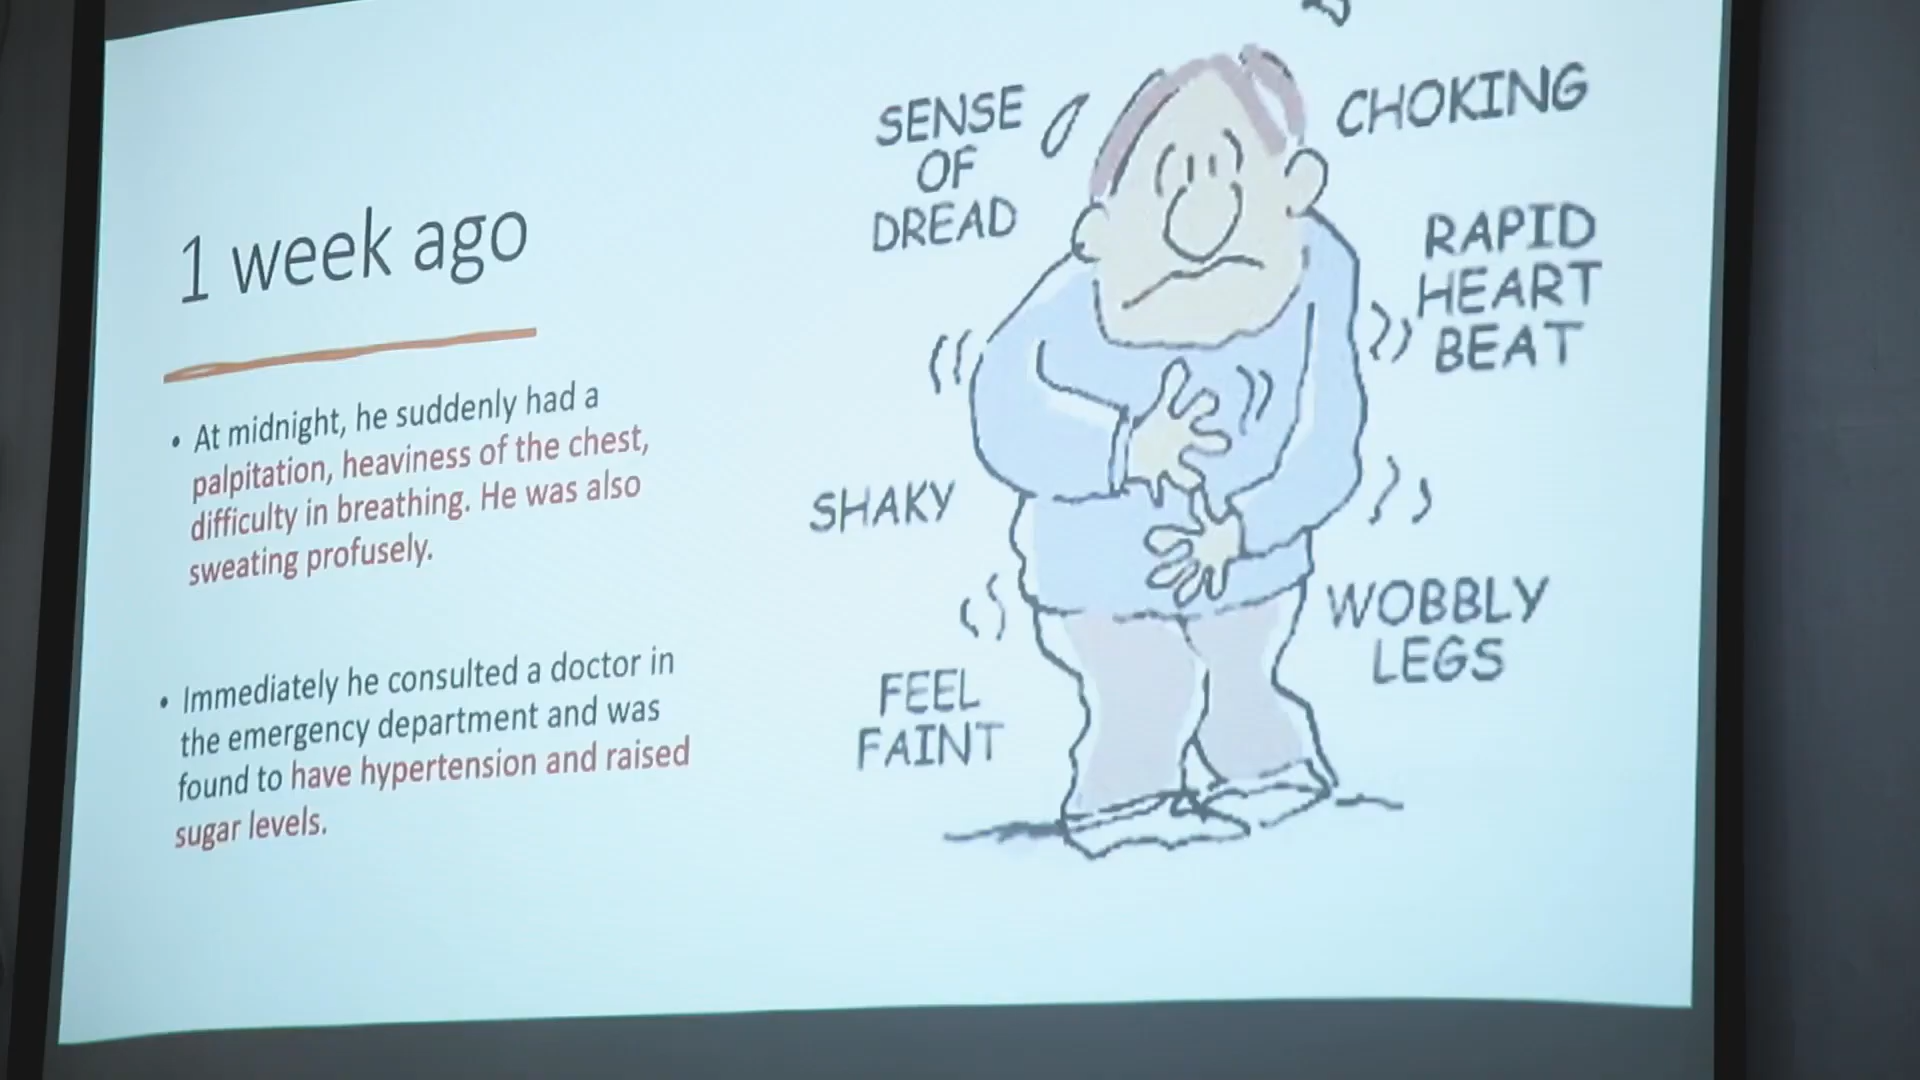 1 week ago
• At midnight, he suddenly had a
palpitation, heaviness of the chest,
difficulty in breathing. He was also
sweating profusely.
• Immediately he consulted a doctor in
the emergency department and was
found to have hypertension and raised
sugar levels.
SENSE
OF
DREAD
CHOKING
RAPID
HEART
BEAT
SHAKY
WOBBLY
LEGS
FEEL
FAINT